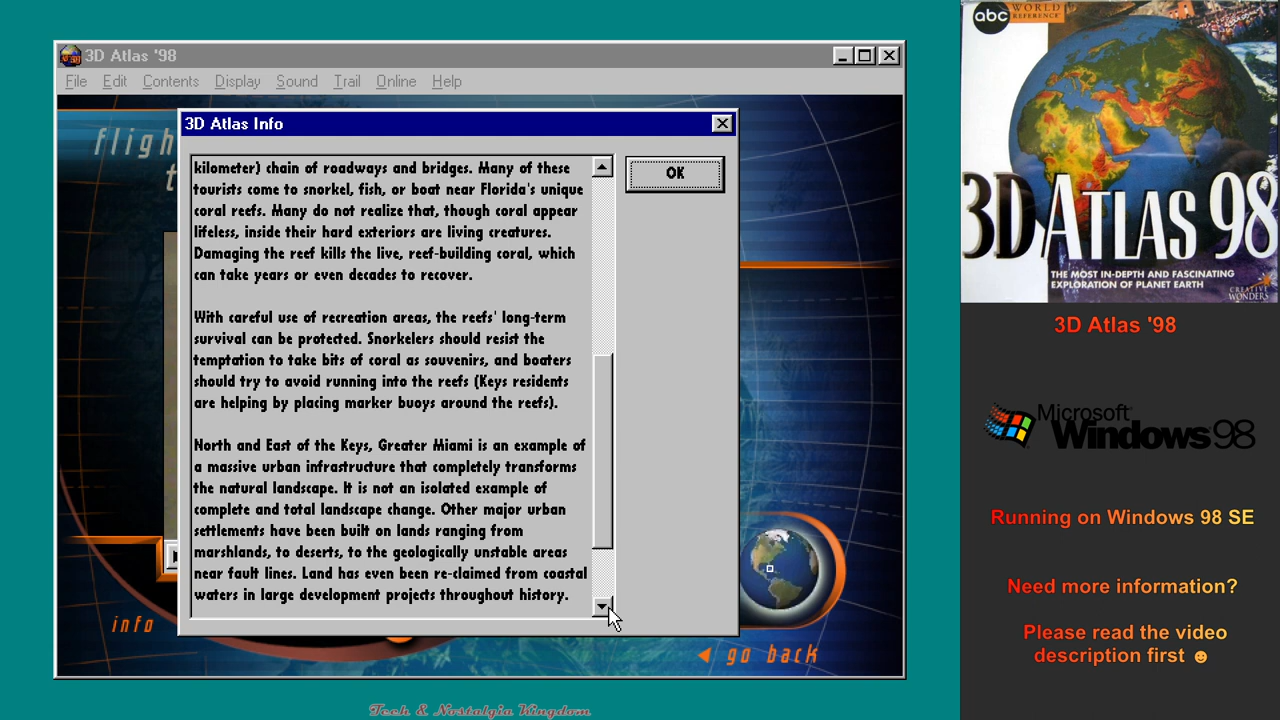 3D Atlas '98
File Edit Contents Display Sound Trail Online Help
fligh
t
3D Atlas Info
OK
kilometer) chain of roadways and bridges. Many of these
tourists come to snorkel, fish, or boat near Florida's unique
coral reefs. Many do not realize that, though coral appear
lifeless, inside their hard exteriors are living creatures.
Damaging the reef kills the live, reef-building coral, which
can take years or even decades to recover.
With careful use of recreation areas, the reefs' long-term
survival can be protected. Snorkelers should resist the
temptation to take bits of coral as souvenirs, and boaters
should try to avoid running into the reefs (Keys residents
are helping by placing marker buoys around the reefs).
North and East of the Keys, Greater Miami is an example of
a massive urban infrastructure that completely transforms
the natural landscape. It is not an isolated example of
complete and total landscape change. Other major urban
settlements have been built on lands ranging from
marshlands, to deserts, to the geologically unstable areas
near fault lines. Land has even been re-claimed from coastal
waters in large development projects throughout history.
info
go back
Tech & Nostalgia Kingdom
abc WORLD
REFERENCE
3D ATLAS 98
THE MOST IN-DEPTH AND FASCINATING
EXPLORATION OF PLANET EARTH
CREATIVE
WONDERS
3D Atlas '98
Microsoft
Windows 98
Running on Windows 98 SE
Need more information?
Please read the video
description first ☻